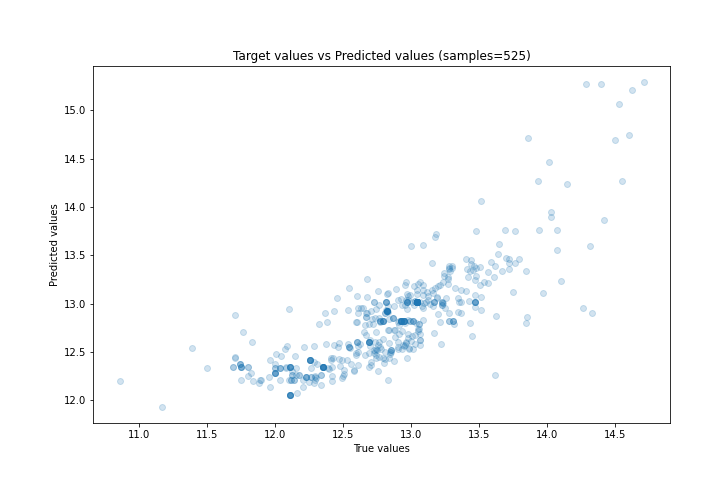 Target values vs Predicted values (samples=525)
Predicted values
15.0
14.5
14.0
13.5
13.0
12.5
12.0
11.0 11.5 12.0 12.5 13.0 13.5 14.0 14.5
True values